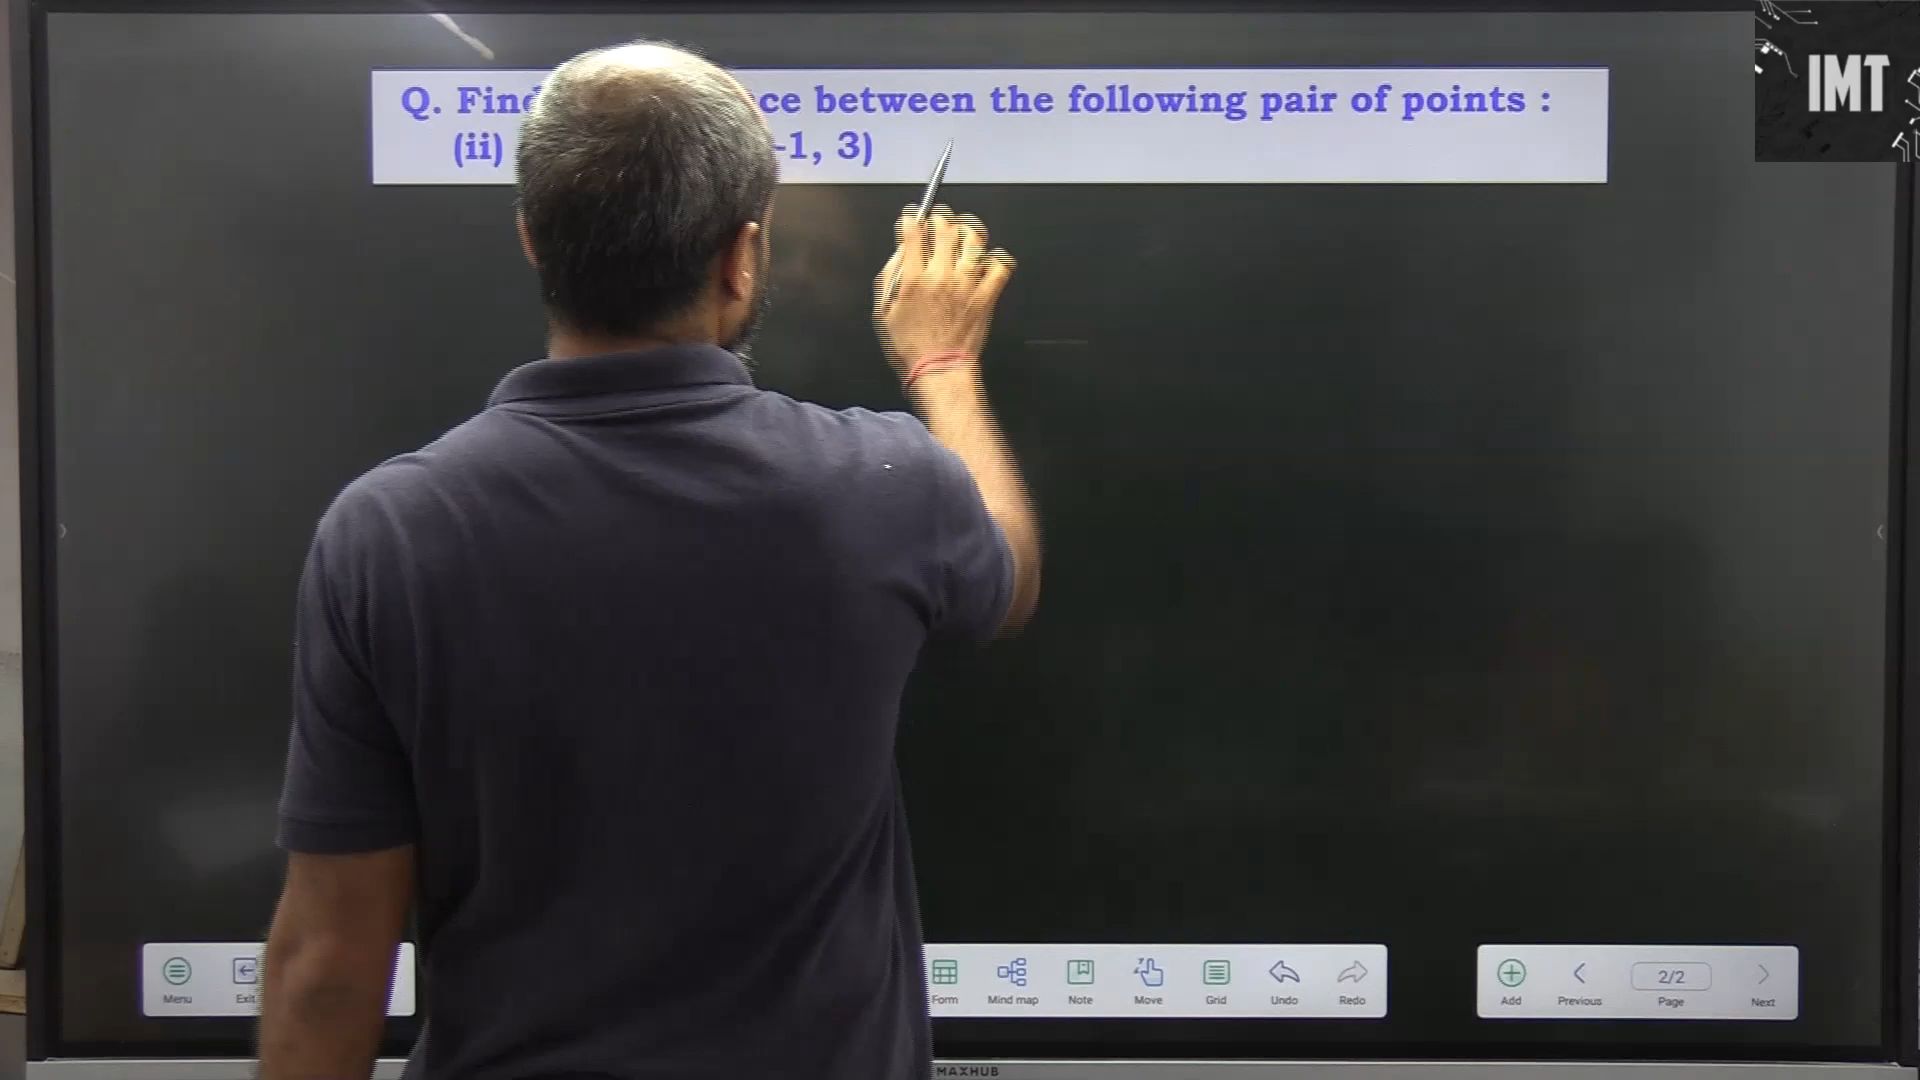 Q. Find ce between the following pair of points :
(ii) -1, 3)
IMT
Menu
Exit
Form
Mind map
Note
Move
Grid
Undo
Redo
Add
Previous
2/2
Page
Next
MAXHUB